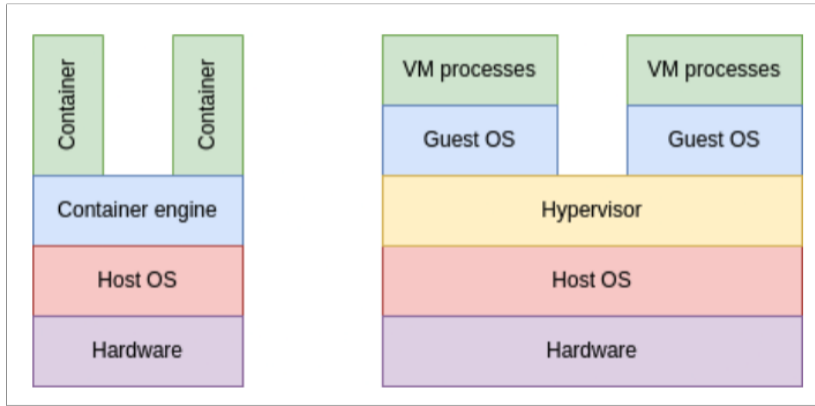 Container
Container
Container engine
Host OS
Hardware
VM processes
VM processes
Guest OS
Guest OS
Hypervisor
Host OS
Hardware